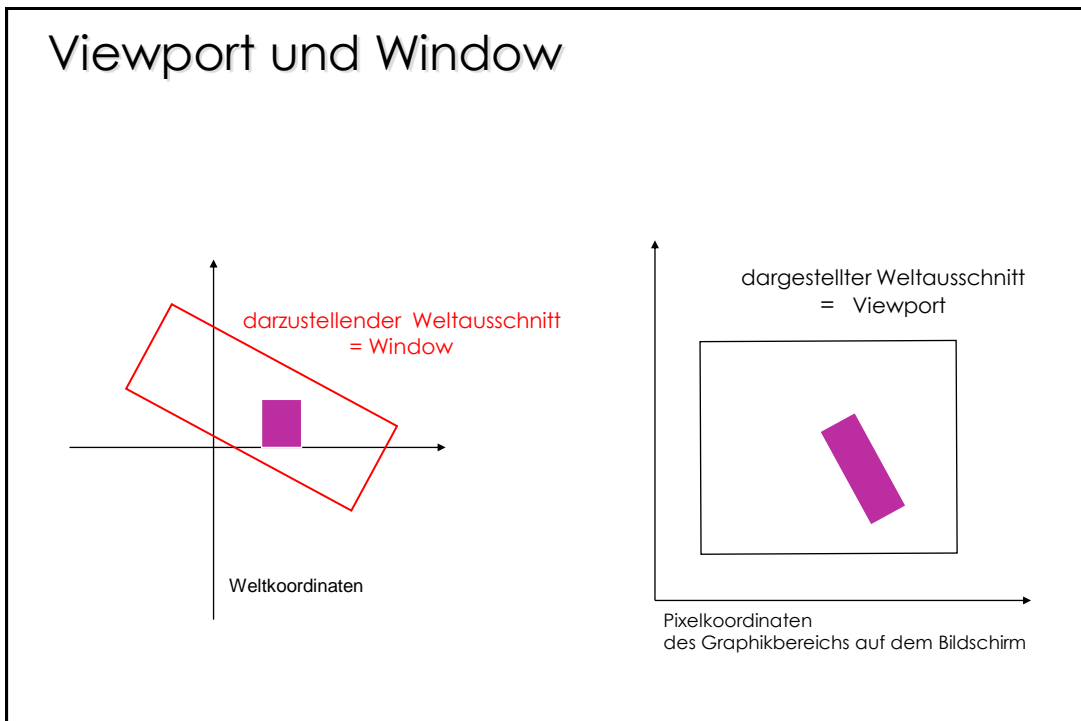 Viewport und Window
darzustellender Weltausschnitt
= Window
Weltkoordinaten
dargestellter Weltausschnitt
= Viewport
Pixelkoordinaten
des Graphikbereichs auf dem Bildschirm